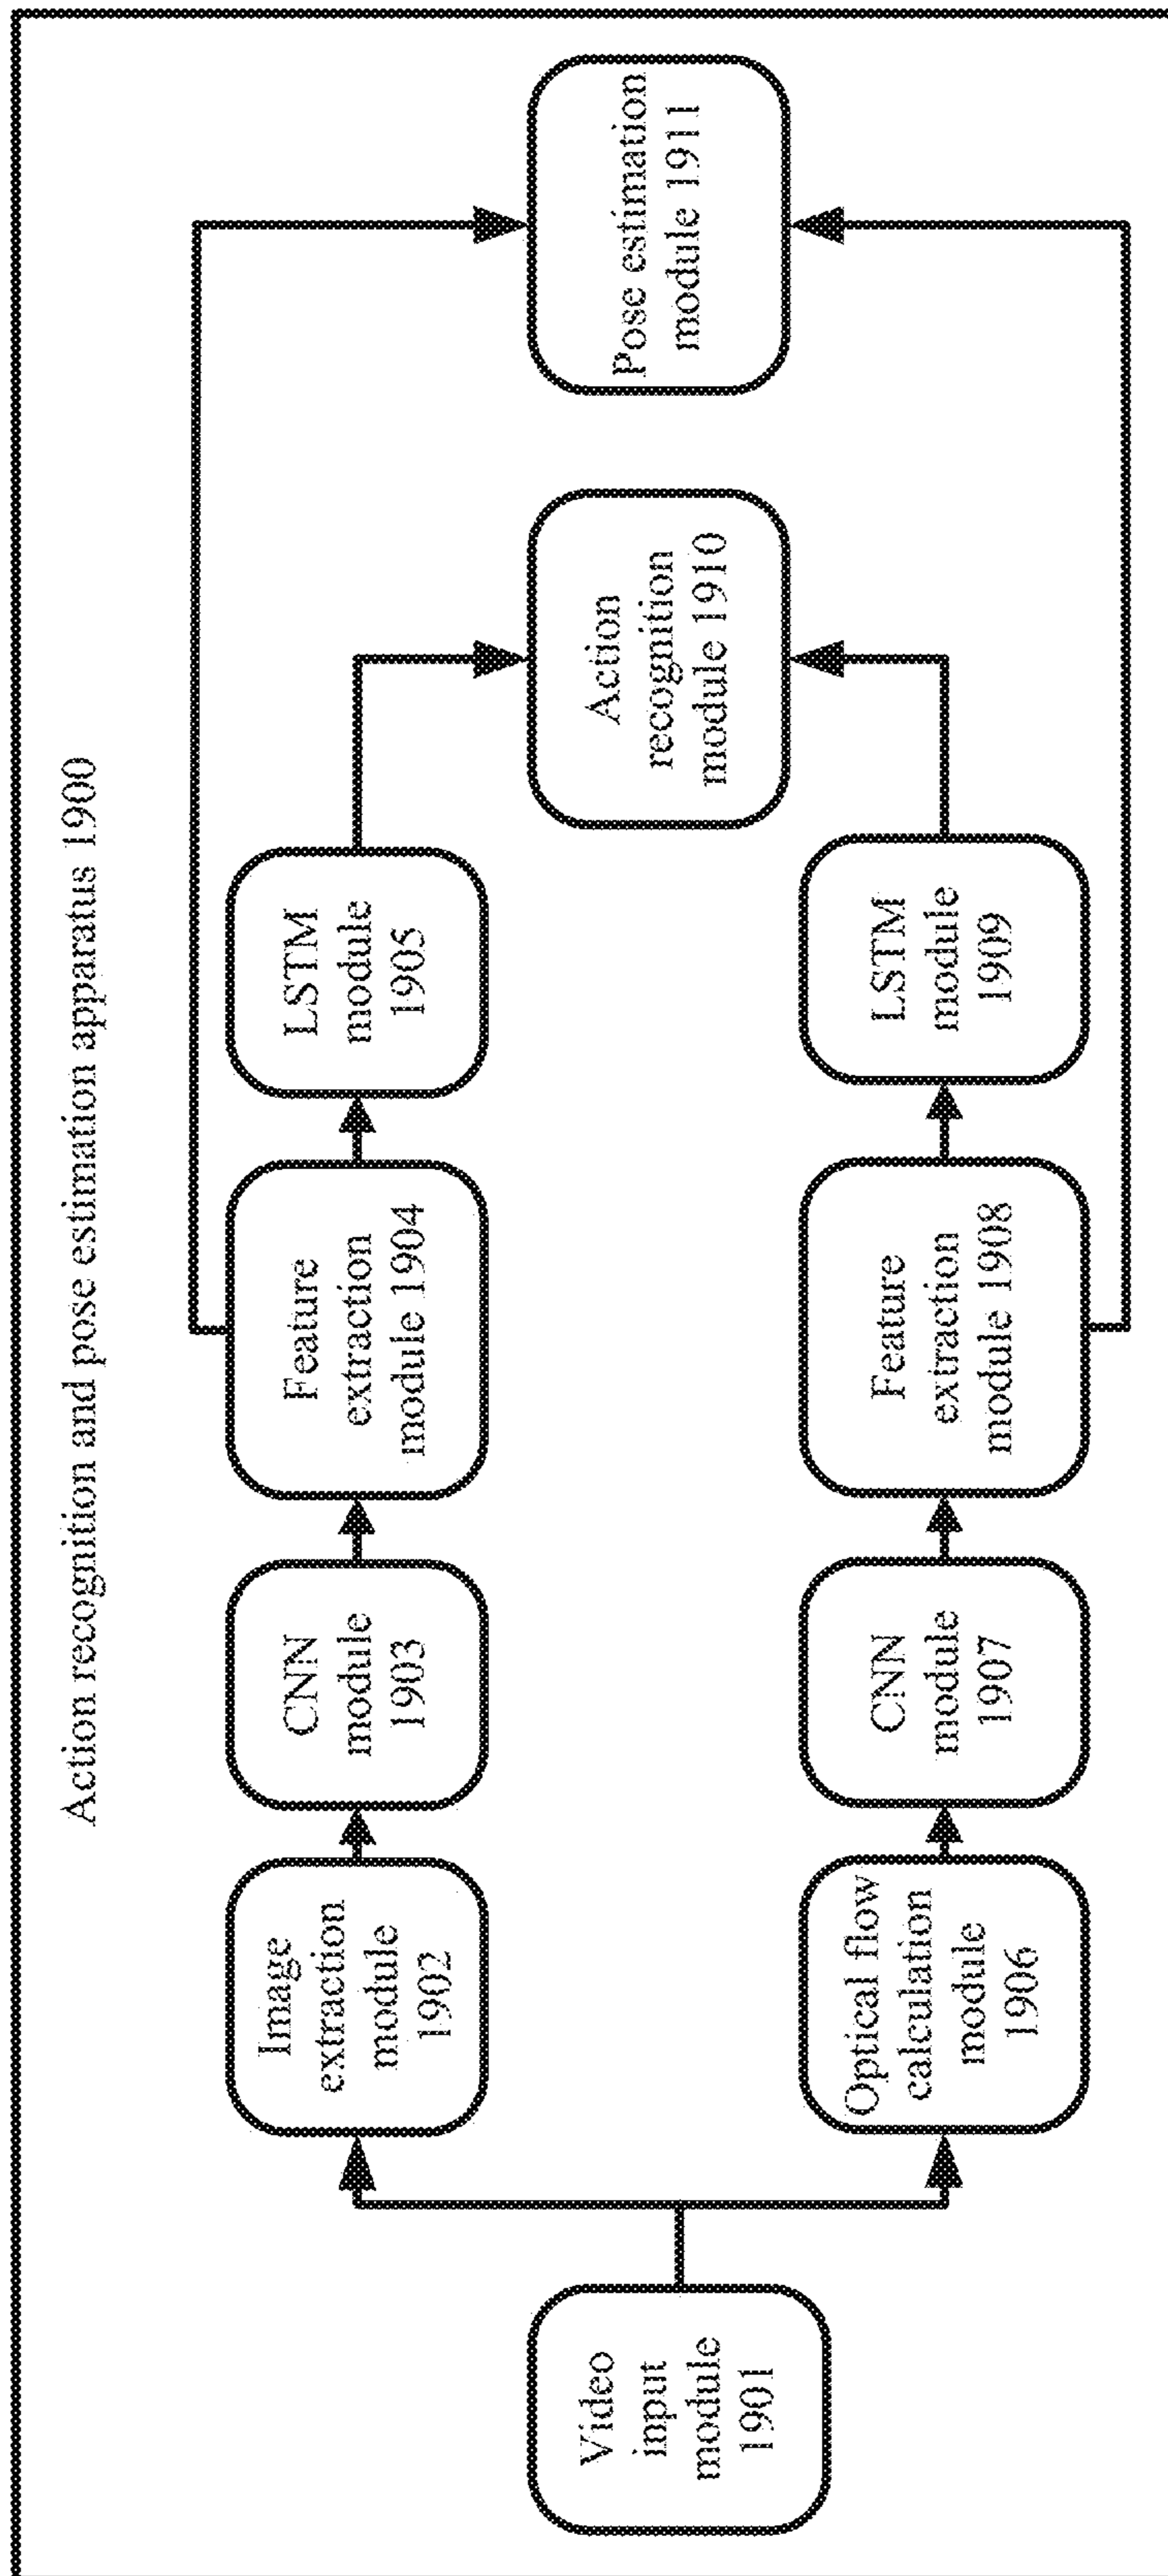 Action recognition and pose estimation apparatus 1900
Video
input
module
1901
Image
extraction
module
1902
CNN
module
1903
Feature
extraction
module 1904
LSTM
module
1905
Optical flow
calculation
module
1906
CNN
module
1907
Feature
extraction
module 1908
LSTM
module
1909
Action
recognition
module 1910
Pose estimation
module 1911